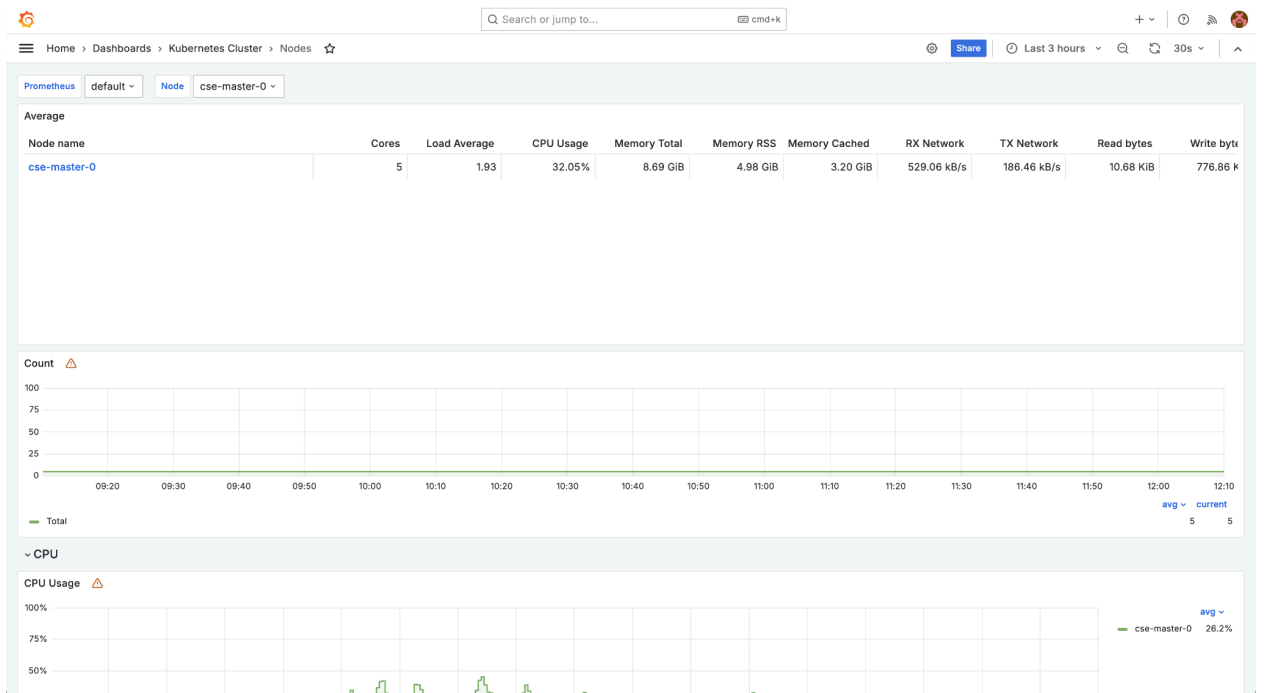 Search or jump to... cmd+k
Home › Dashboards › Kubernetes Cluster › Nodes Share Last 3 hours 30s
Prometheus default Node cse-master-0
Average
Node name Cores Load Average CPU Usage Memory Total Memory RSS Memory Cached RX Network TX Network Read bytes Write byte
cse-master-0 5 1.93 32.05% 8.69 GiB 4.98 GiB 3.20 GiB 529.06 kB/s 186.46 kB/s 10.68 KiB 776.86 K
Count
100
75
50
25
0
09:20 09:30 09:40 09:50 10:00 10:10 10:20 10:30 10:40 10:50 11:00 11:10 11:20 11:30 11:40 11:50 12:00 12:10
avg current
Total 5 5
CPU
CPU Usage
100% avg
cse-master-0 26.2%
75%
50%